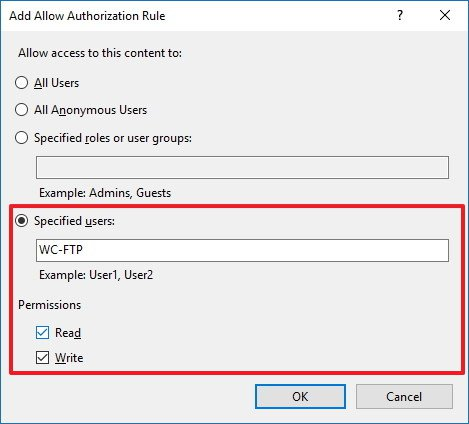 Add Allow Authorization Rule
?
Allow access to this content to:
All Users
All Anonymous Users
Specified roles or user groups:
Example: Admins, Guests
Specified users:
WC-FTP
Example: User1, User2
Permissions
Read
Write
OK
Cancel